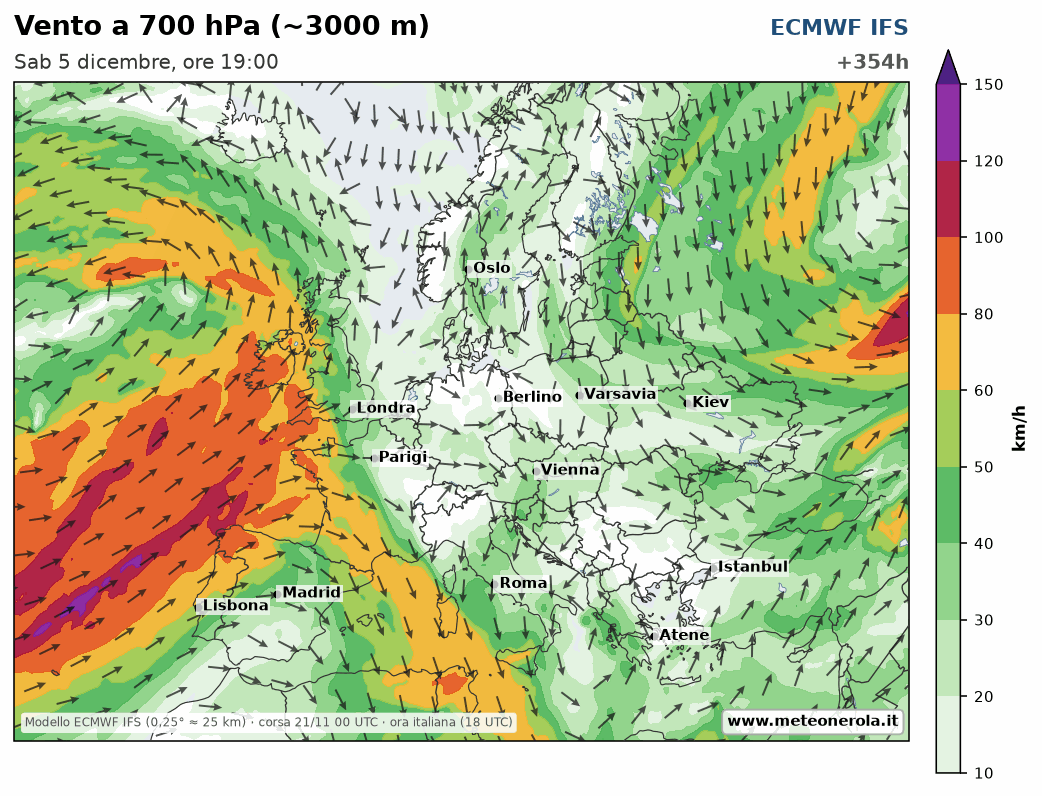 Vento a 700 hPa (~3000 m)
ECMWF IFS
Sab 5 dicembre, ore 19:00
+354h
150
120
100
80
60
50
40
30
20
10
km/h
Oslo
Berlino
Varsavia
Kiev
Londra
Parigi
Vienna
Istanbul
Roma
Madrid
Lisbona
Atene
Modello ECMWF IFS (0,25° ≈ 25 km) · corsa 21/11 00 UTC · ora italiana (18 UTC)
www.meteonerola.it